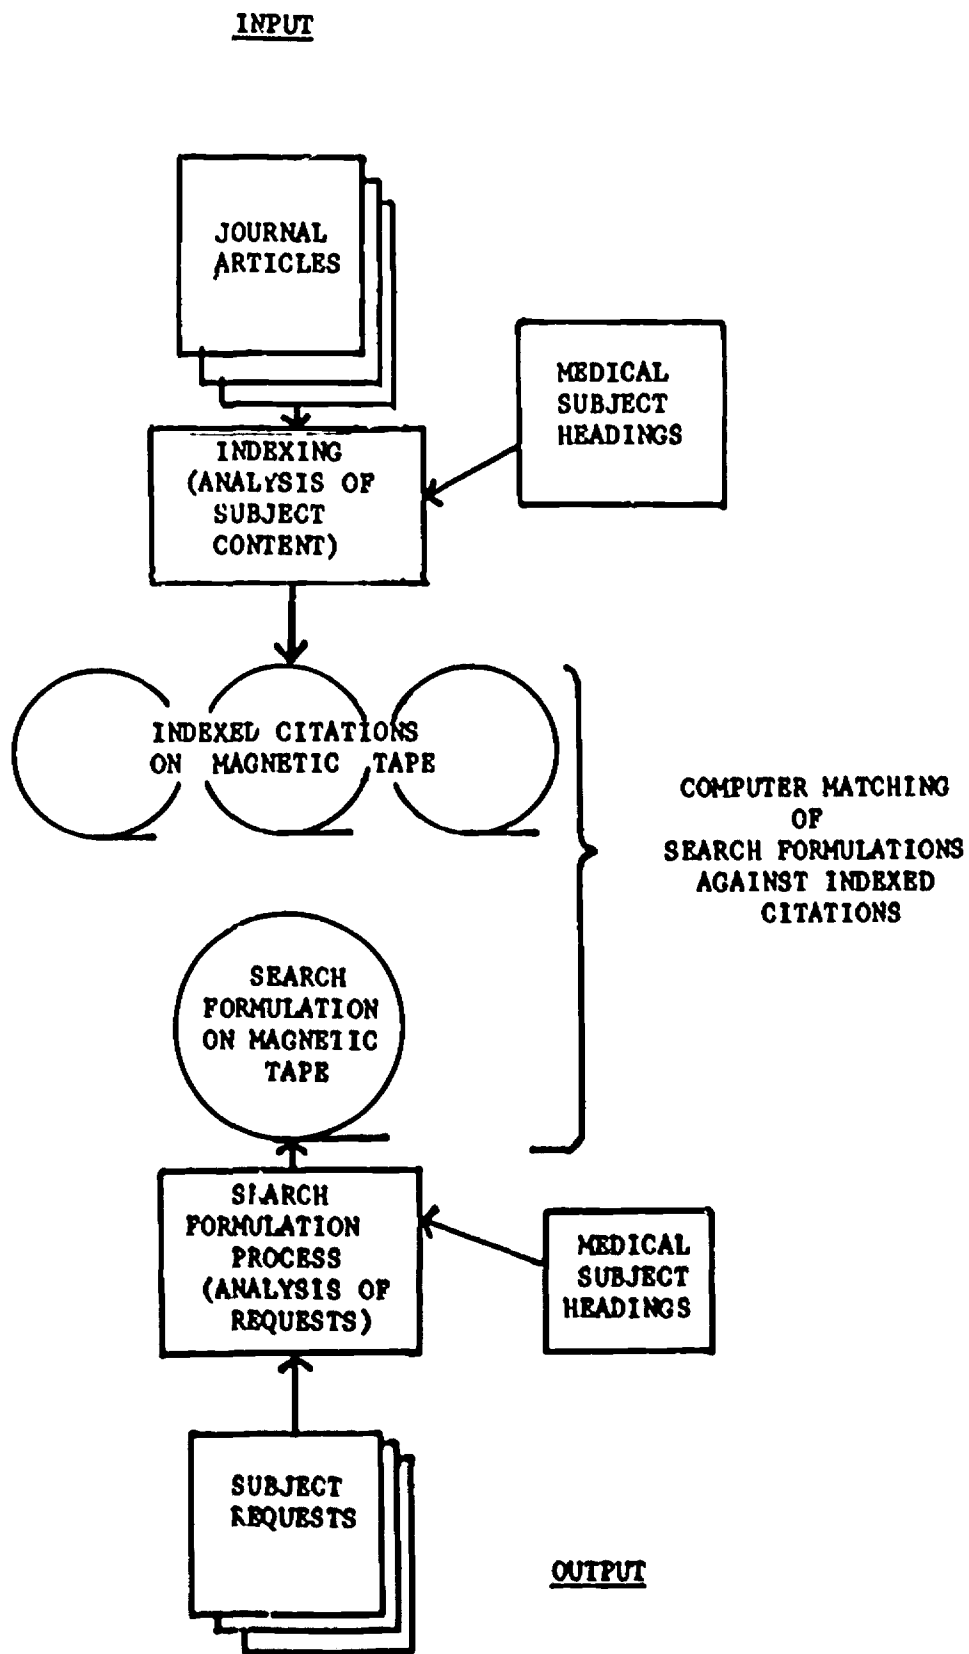 INPUT
JOURNAL
ARTICLES
MEDICAL
SUBJECT
HEADINGS
INDEXING
(ANALYSIS OF
SUBJECT
CONTENT)
INDEXED CITATIONS
ON MAGNETIC TAPE
COMPUTER MATCHING
OF
SEARCH FORMULATIONS
AGAINST INDEXED
CITATIONS
SEARCH
FORMULATION
ON MAGNETIC
TAPE
SEARCH
FORMULATION
PROCESS
(ANALYSIS OF
REQUESTS)
MEDICAL
SUBJECT
HEADINGS
SUBJECT
REQUESTS
OUTPUT